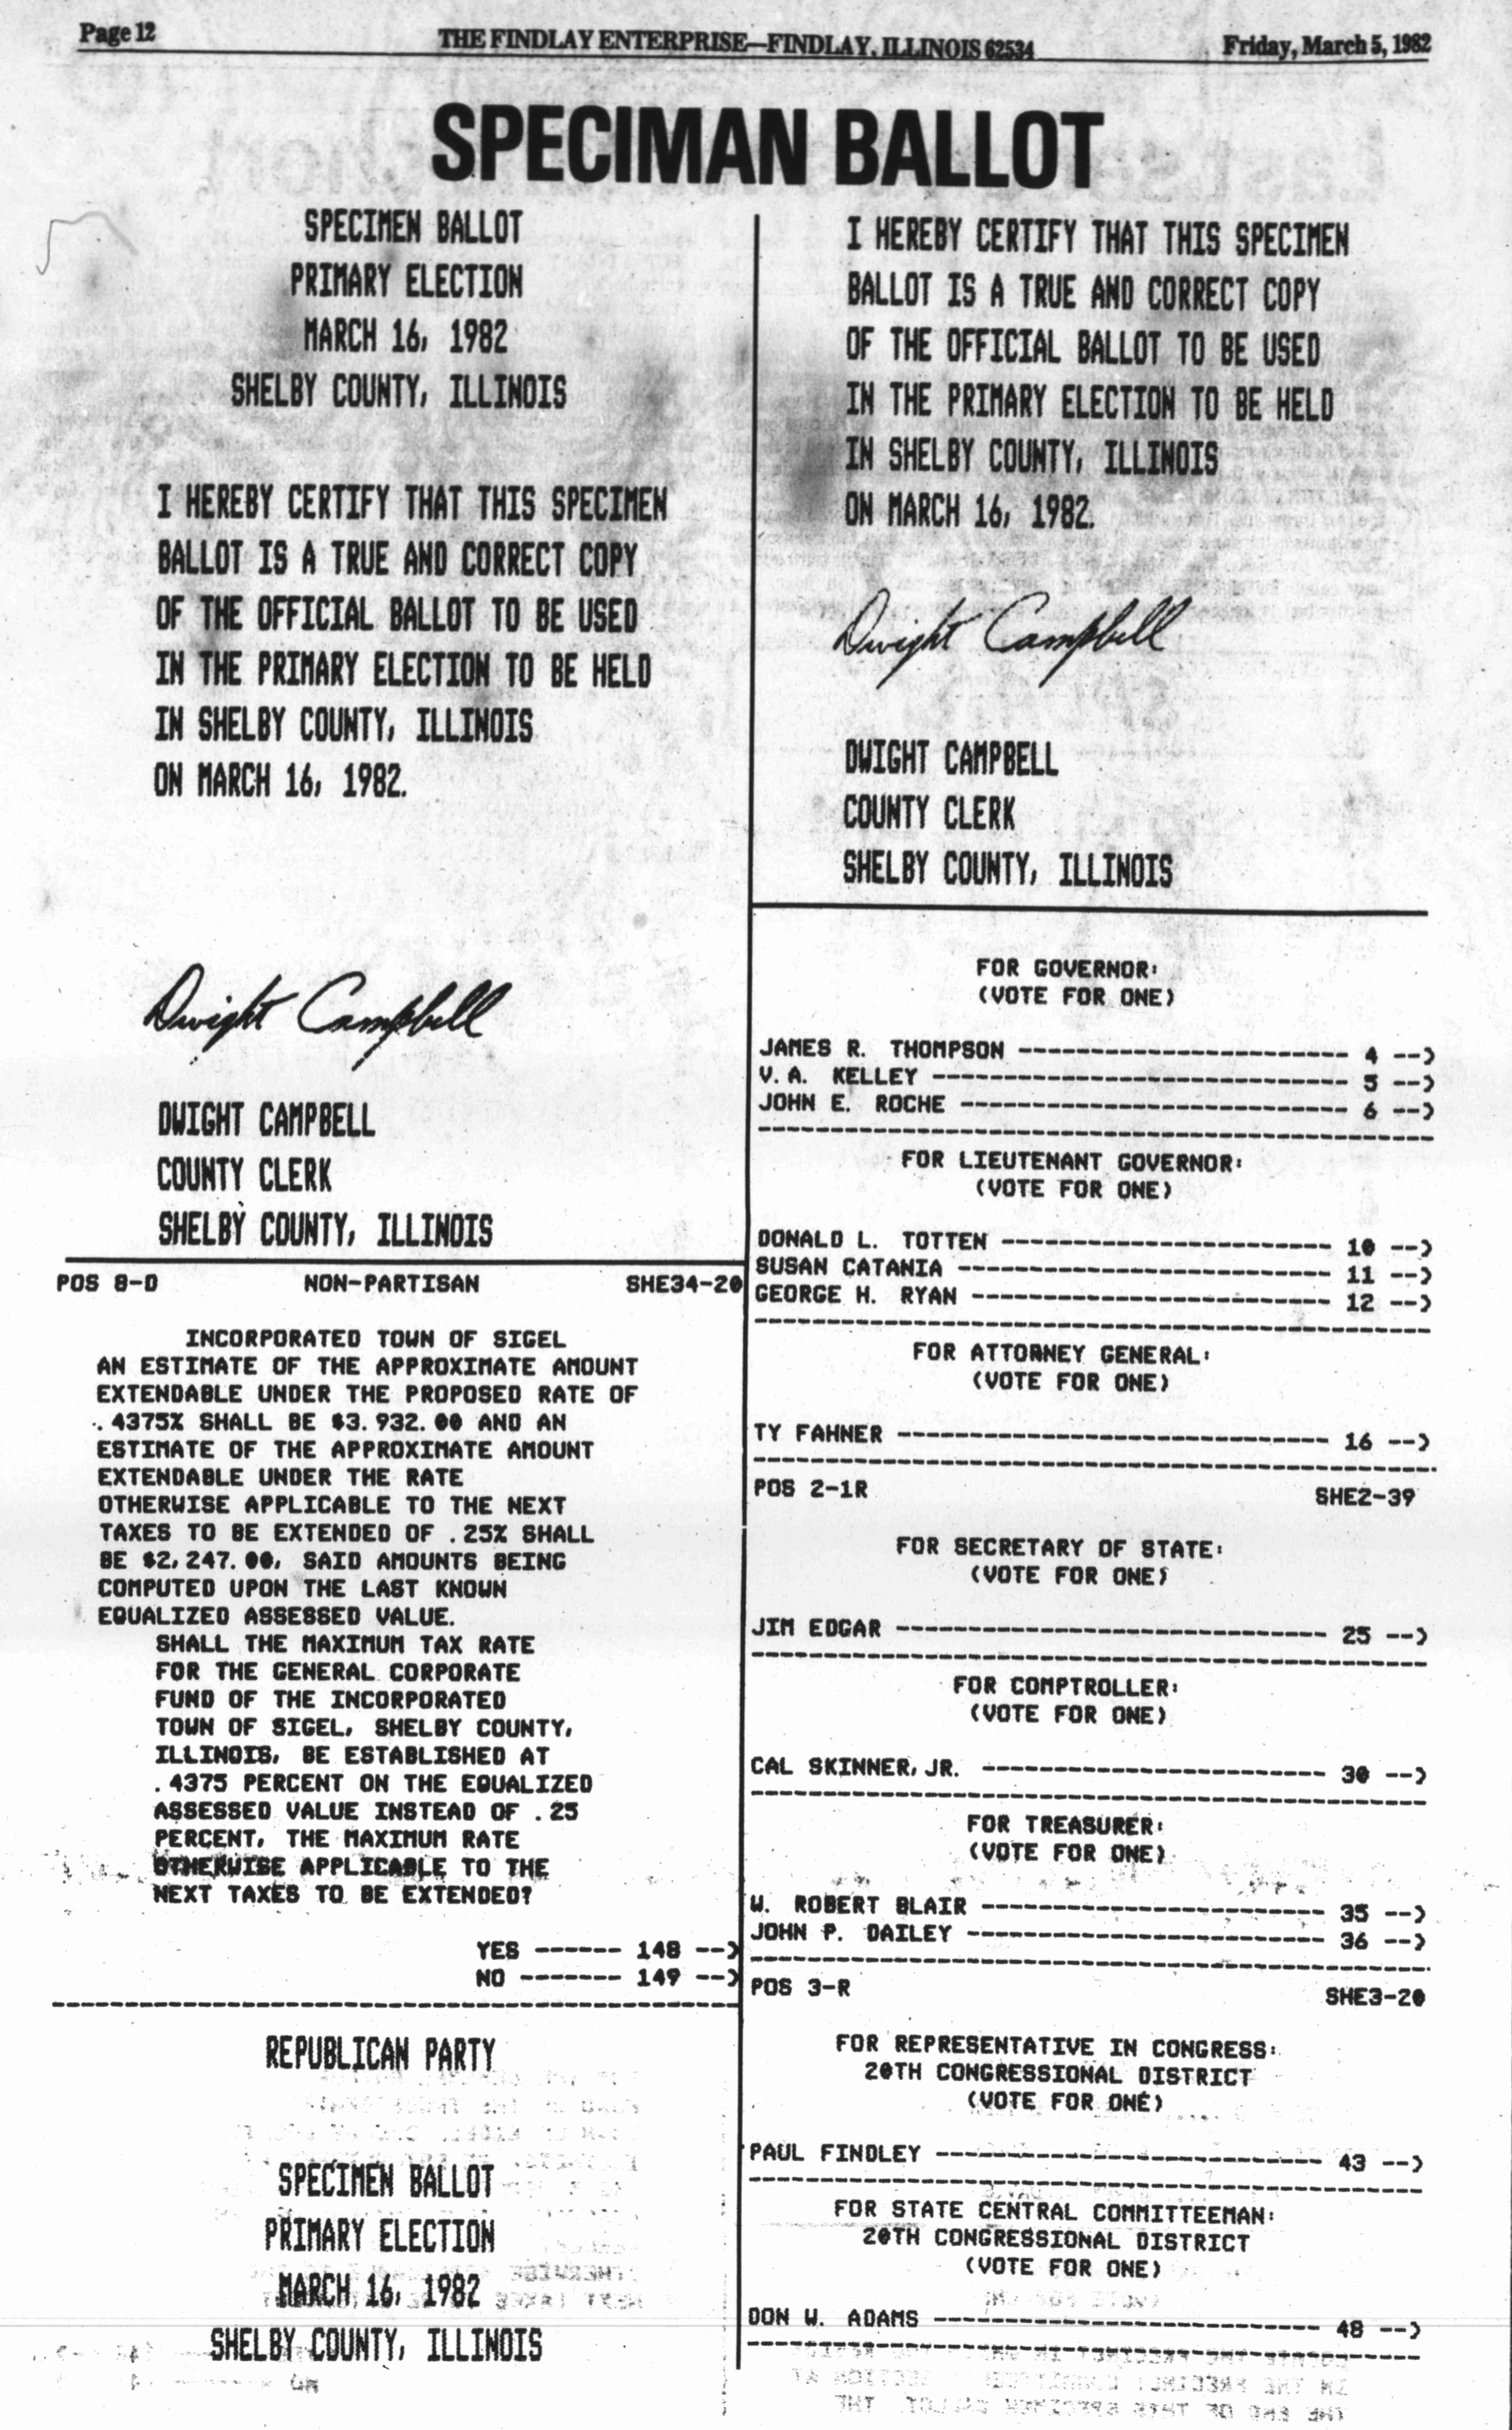 Page 12
THE FINDLAY ENTERPRISE—FINDLAY, ILLINOIS 62534
Friday, March 5, 1982
SPECIMAN BALLOT
SPECIMEN BALLOT
PRIMARY ELECTION
MARCH 16, 1982
SHELBY COUNTY, ILLINOIS
I HEREBY CERTIFY THAT THIS SPECIMEN
BALLOT IS A TRUE AND CORRECT COPY
OF THE OFFICIAL BALLOT TO BE USED
IN THE PRIMARY ELECTION TO BE HELD
IN SHELBY COUNTY, ILLINOIS
ON MARCH 16, 1982.
Dwight Campbell
DWIGHT CAMPBELL
COUNTY CLERK
SHELBY COUNTY, ILLINOIS
POS 8-D NON-PARTISAN SHE34-20
INCORPORATED TOWN OF SIGEL
AN ESTIMATE OF THE APPROXIMATE AMOUNT
EXTENDABLE UNDER THE PROPOSED RATE OF
.4375% SHALL BE $3.932.00 AND AN
ESTIMATE OF THE APPROXIMATE AMOUNT
EXTENDABLE UNDER THE RATE
OTHERWISE APPLICABLE TO THE NEXT
TAXES TO BE EXTENDED OF .25% SHALL
BE $2,247.00, SAID AMOUNTS BEING
COMPUTED UPON THE LAST KNOWN
EQUALIZED ASSESSED VALUE.
SHALL THE MAXIMUM TAX RATE
FOR THE GENERAL CORPORATE
FUND OF THE INCORPORATED
TOWN OF SIGEL, SHELBY COUNTY,
ILLINOIS, BE ESTABLISHED AT
.4375 PERCENT ON THE EQUALIZED
ASSESSED VALUE INSTEAD OF .25
PERCENT, THE MAXIMUM RATE
OTHERWISE APPLICABLE TO THE
NEXT TAXES TO BE EXTENDED?
YES ------ 148 -->
NO ------- 149 -->
REPUBLICAN PARTY
SPECIMEN BALLOT
PRIMARY ELECTION
MARCH 16, 1982
SHELBY COUNTY, ILLINOIS
I HEREBY CERTIFY THAT THIS SPECIMEN
BALLOT IS A TRUE AND CORRECT COPY
OF THE OFFICIAL BALLOT TO BE USED
IN THE PRIMARY ELECTION TO BE HELD
IN SHELBY COUNTY, ILLINOIS
ON MARCH 16, 1982.
Dwight Campbell
DWIGHT CAMPBELL
COUNTY CLERK
SHELBY COUNTY, ILLINOIS
FOR GOVERNOR:
(VOTE FOR ONE)
JAMES R. THOMPSON ----------------------- 4 -->
V.A. KELLEY ----------------------------- 5 -->
JOHN E. ROCHE --------------------------- 6 -->
FOR LIEUTENANT GOVERNOR:
(VOTE FOR ONE)
DONALD L. TOTTEN ----------------------- 10 -->
SUSAN CATANIA -------------------------- 11 -->
GEORGE H. RYAN ------------------------- 12 -->
FOR ATTORNEY GENERAL:
(VOTE FOR ONE)
TY FAHNER ------------------------------ 16 -->
POS 2-1R SHE2-39
FOR SECRETARY OF STATE:
(VOTE FOR ONE)
JIM EDGAR ------------------------------ 25 -->
FOR COMPTROLLER:
(VOTE FOR ONE)
CAL SKINNER, JR. ------------------------ 30 -->
FOR TREASURER:
(VOTE FOR ONE)
W. ROBERT BLAIR ------------------------ 35 -->
JOHN P. DAILEY ------------------------- 36 -->
POS 3-R SHE3-20
FOR REPRESENTATIVE IN CONGRESS:
20TH CONGRESSIONAL DISTRICT
(VOTE FOR ONE)
PAUL FINDLEY --------------------------- 43 -->
FOR STATE CENTRAL COMMITTEEMAN:
20TH CONGRESSIONAL DISTRICT
(VOTE FOR ONE)
DON W. ADAMS --------------------------- 48 -->